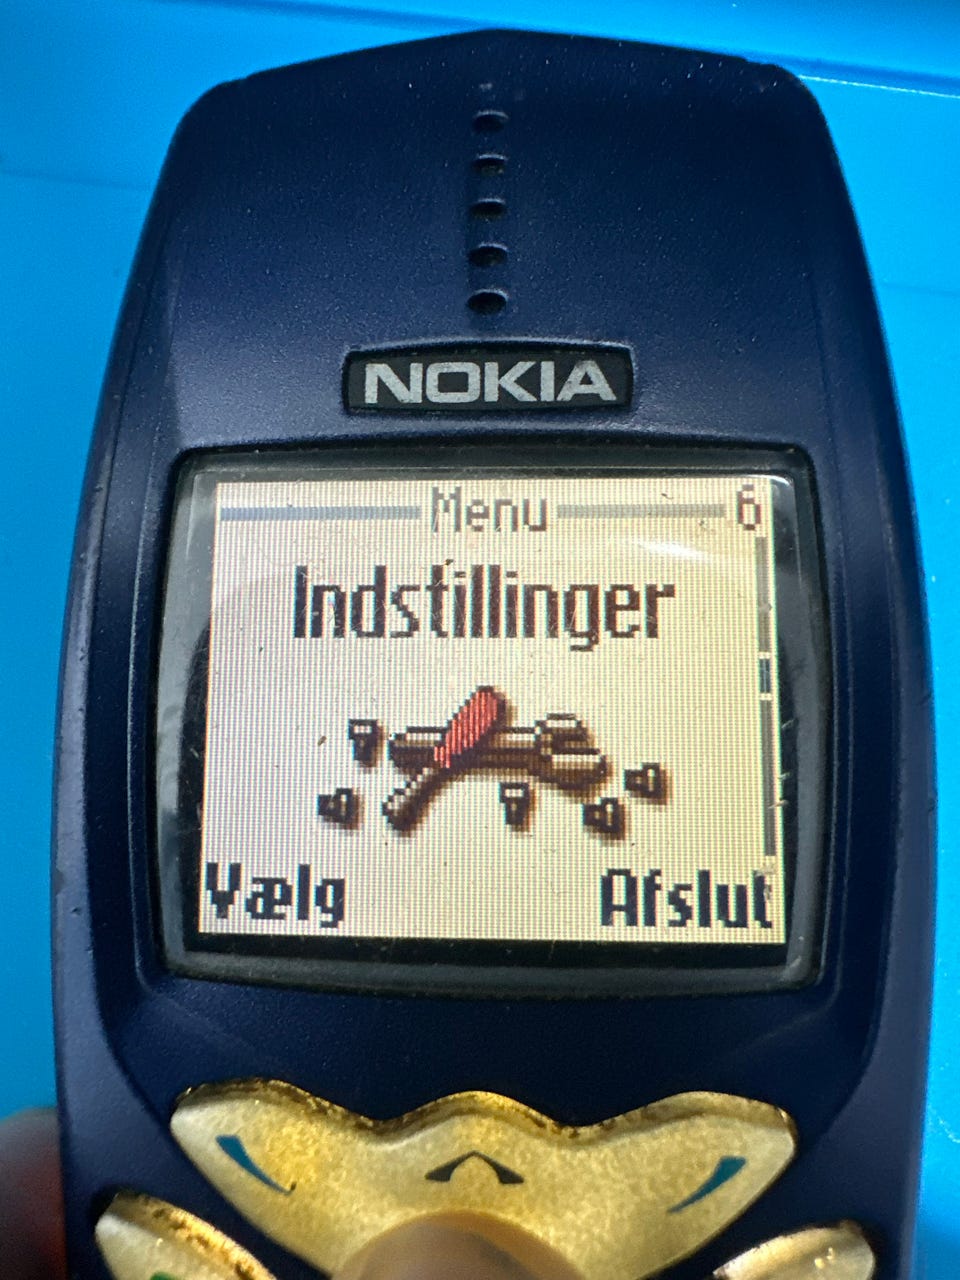 NOKIA
Menu 6
Indstillinger
Vælg Afslut